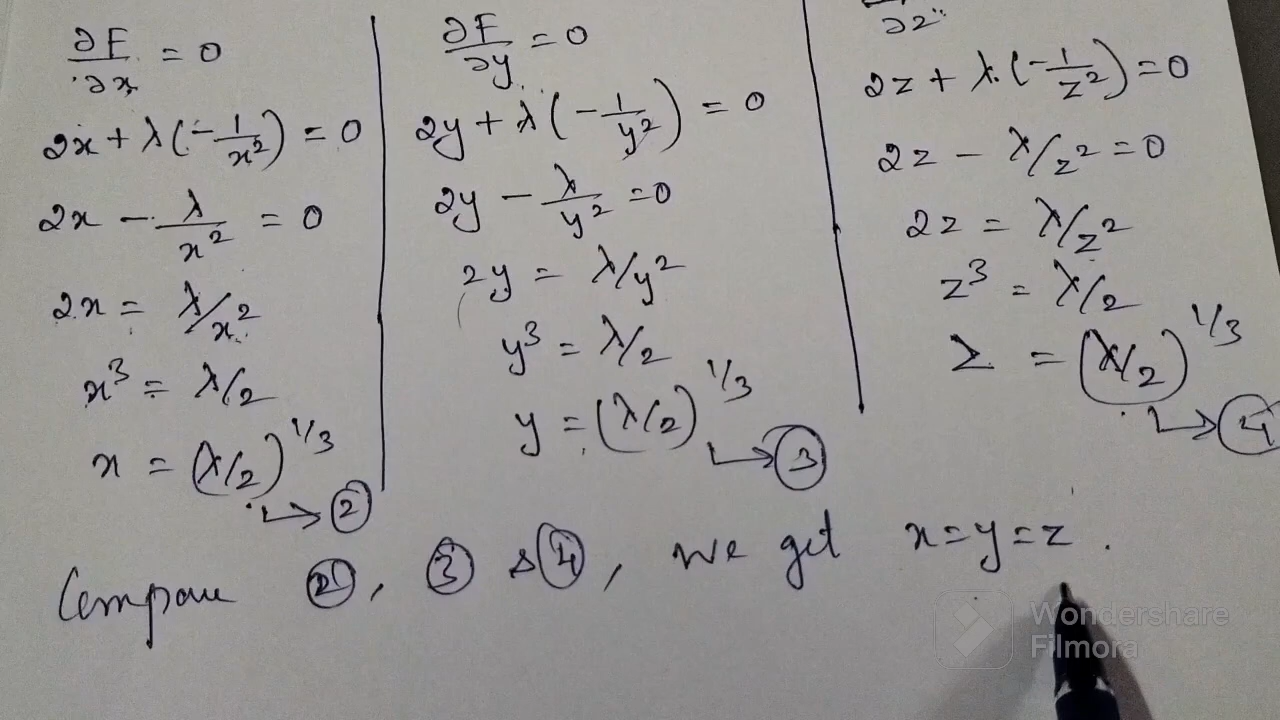 ∂F/∂x = 0
2x + λ(-1/x²) = 0
2x - λ/x² = 0
2x = λ/x²
x³ = λ/2
x = (λ/2)^1/3
→ ②
∂F/∂y = 0
2y + λ(-1/y²) = 0
2y - λ/y² = 0
2y = λ/y²
y³ = λ/2
y = (λ/2)^1/3
→ ③
∂z
2z + λ(-1/z²) = 0
2z - λ/z² = 0
2z = λ/z²
z³ = λ/2
z = (λ/2)^1/3
→ ④
Compare ②, ③ & ④, we get x=y=z.
Wondershare
Filmora